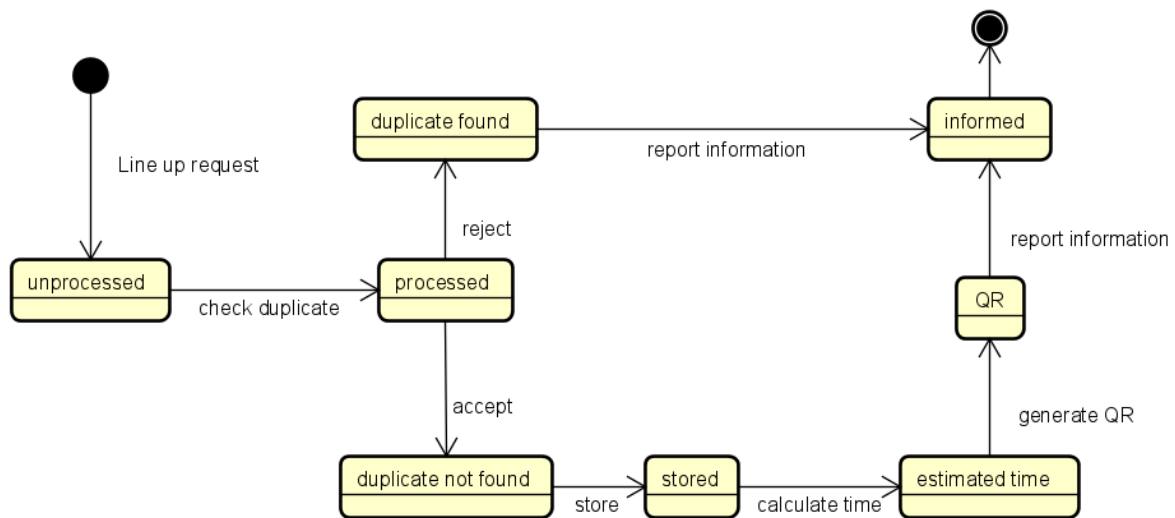 duplicate found
informed
report information
Line up request
reject
report information
unprocessed
processed
QR
check duplicate
accept
generate QR
duplicate not found
stored
estimated time
store
calculate time